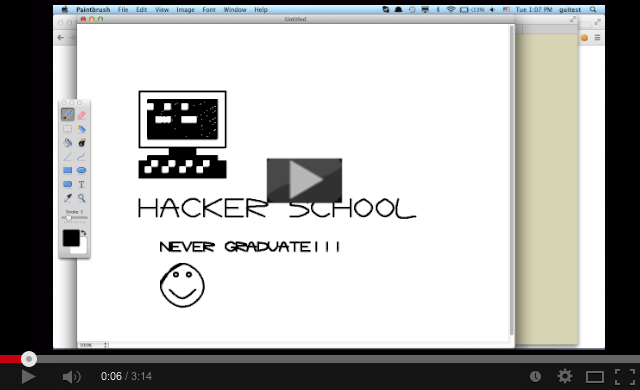 Paintbrush File Edit View Image Font Window Help (13%) Tue 1:07 PM guitest
Untitled
HACKER SCHOOL
NEVER GRADUATE!!!
Stroke: 3
T
100%
0:06 / 3:14